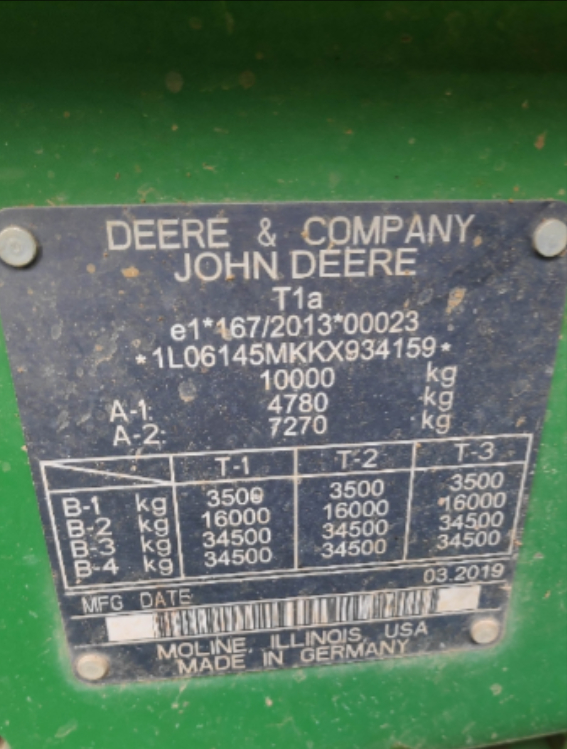 DEERE & COMPANY
JOHN DEERE
T1a
e1*167/2013*00023
*1L06145MKKX934159*
10000 kg
A-1: 4780 kg
A-2: 7270 kg
T-1 T-2 T-3
B-1 kg 3500 3500 3500
B-2 kg 16000 16000 16000
B-3 kg 34500 34500 34500
B-4 kg 34500 34500 34500
MFG DATE 03.2019
MOLINE, ILLINOIS, USA
MADE IN GERMANY